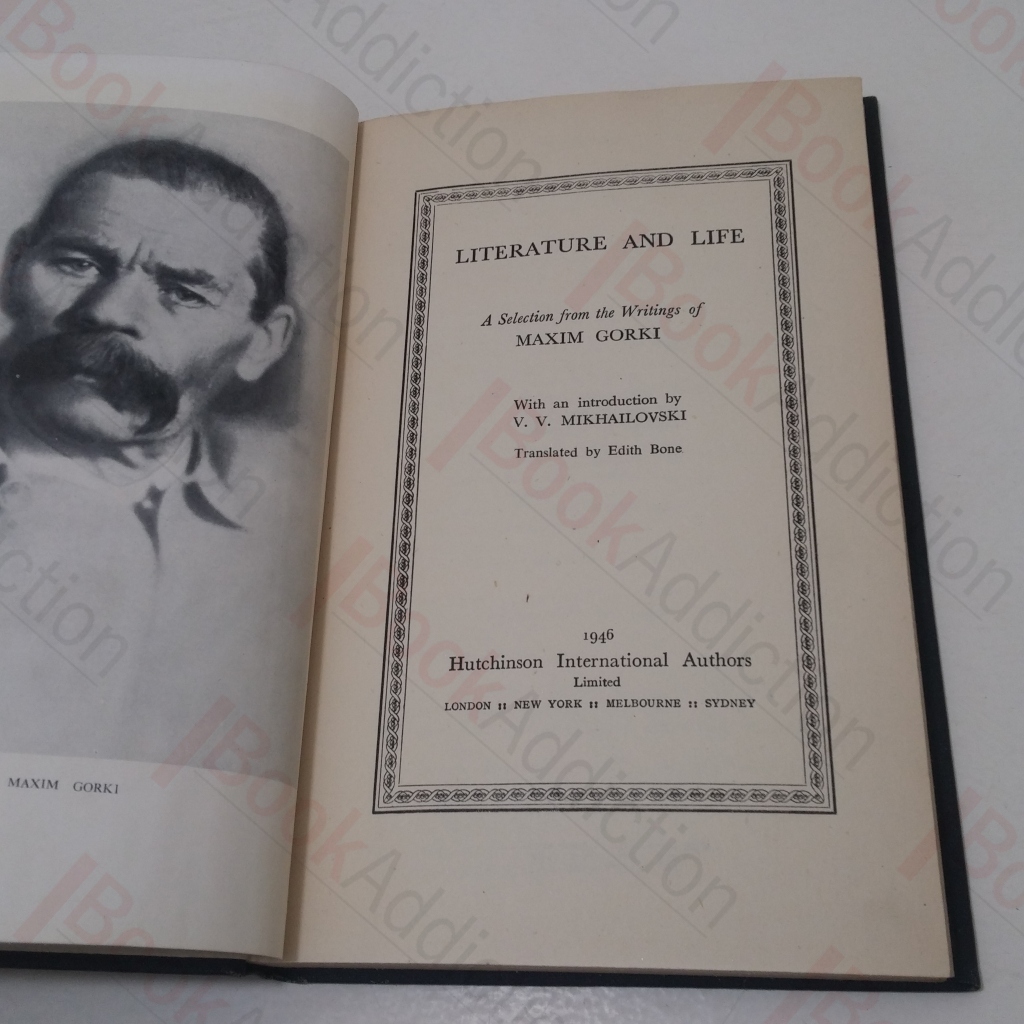 MAXIM GORKI
LITERATURE AND LIFE
A Selection from the Writings of
MAXIM GORKI
With an introduction by
V. V. MIKHAILOVSKI
Translated by Edith Bone
1946
Hutchinson International Authors
Limited
LONDON :: NEW YORK :: MELBOURNE :: SYDNEY
BookAddiction